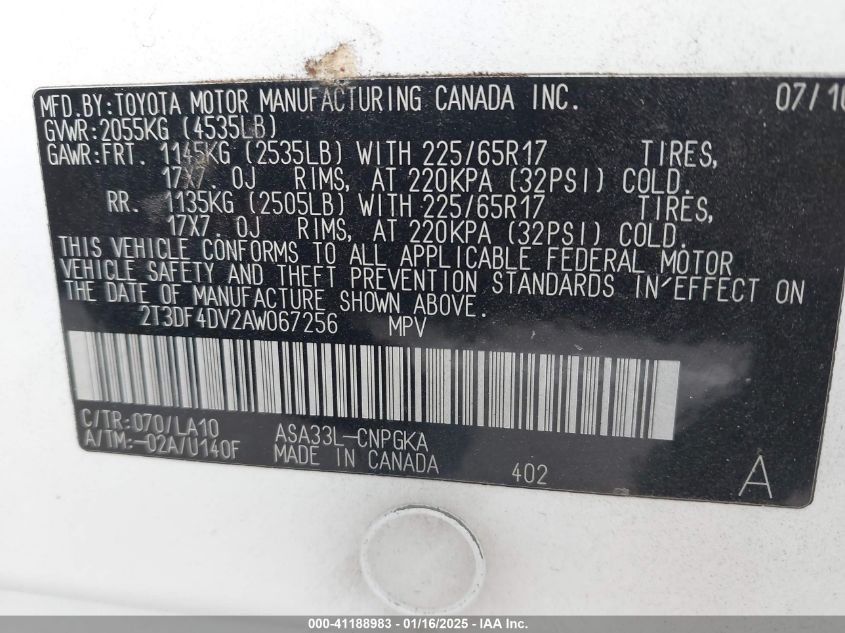 MFD.BY:TOYOTA MOTOR MANUFACTURING CANADA INC. 07/10
GVWR:2055KG (4535LB)
GAWR:FRT. 1145KG (2535LB) WITH 225/65R17 TIRES,
17X7.0J RIMS, AT 220KPA (32PSI) COLD.
RR. 1135KG (2505LB) WITH 225/65R17 TIRES,
17X7.0J RIMS, AT 220KPA (32PSI) COLD.
THIS VEHICLE CONFORMS TO ALL APPLICABLE FEDERAL MOTOR
VEHICLE SAFETY AND THEFT PREVENTION STANDARDS IN EFFECT ON
THE DATE OF MANUFACTURE SHOWN ABOVE.
2T3DF4DV2AW067256 MPV
C/TR:070/LA10 ASA33L-CNPGKA
A/TM:-02A/U140F MADE IN CANADA 402 A
000-41188983 - 01/16/2025 - IAA Inc.